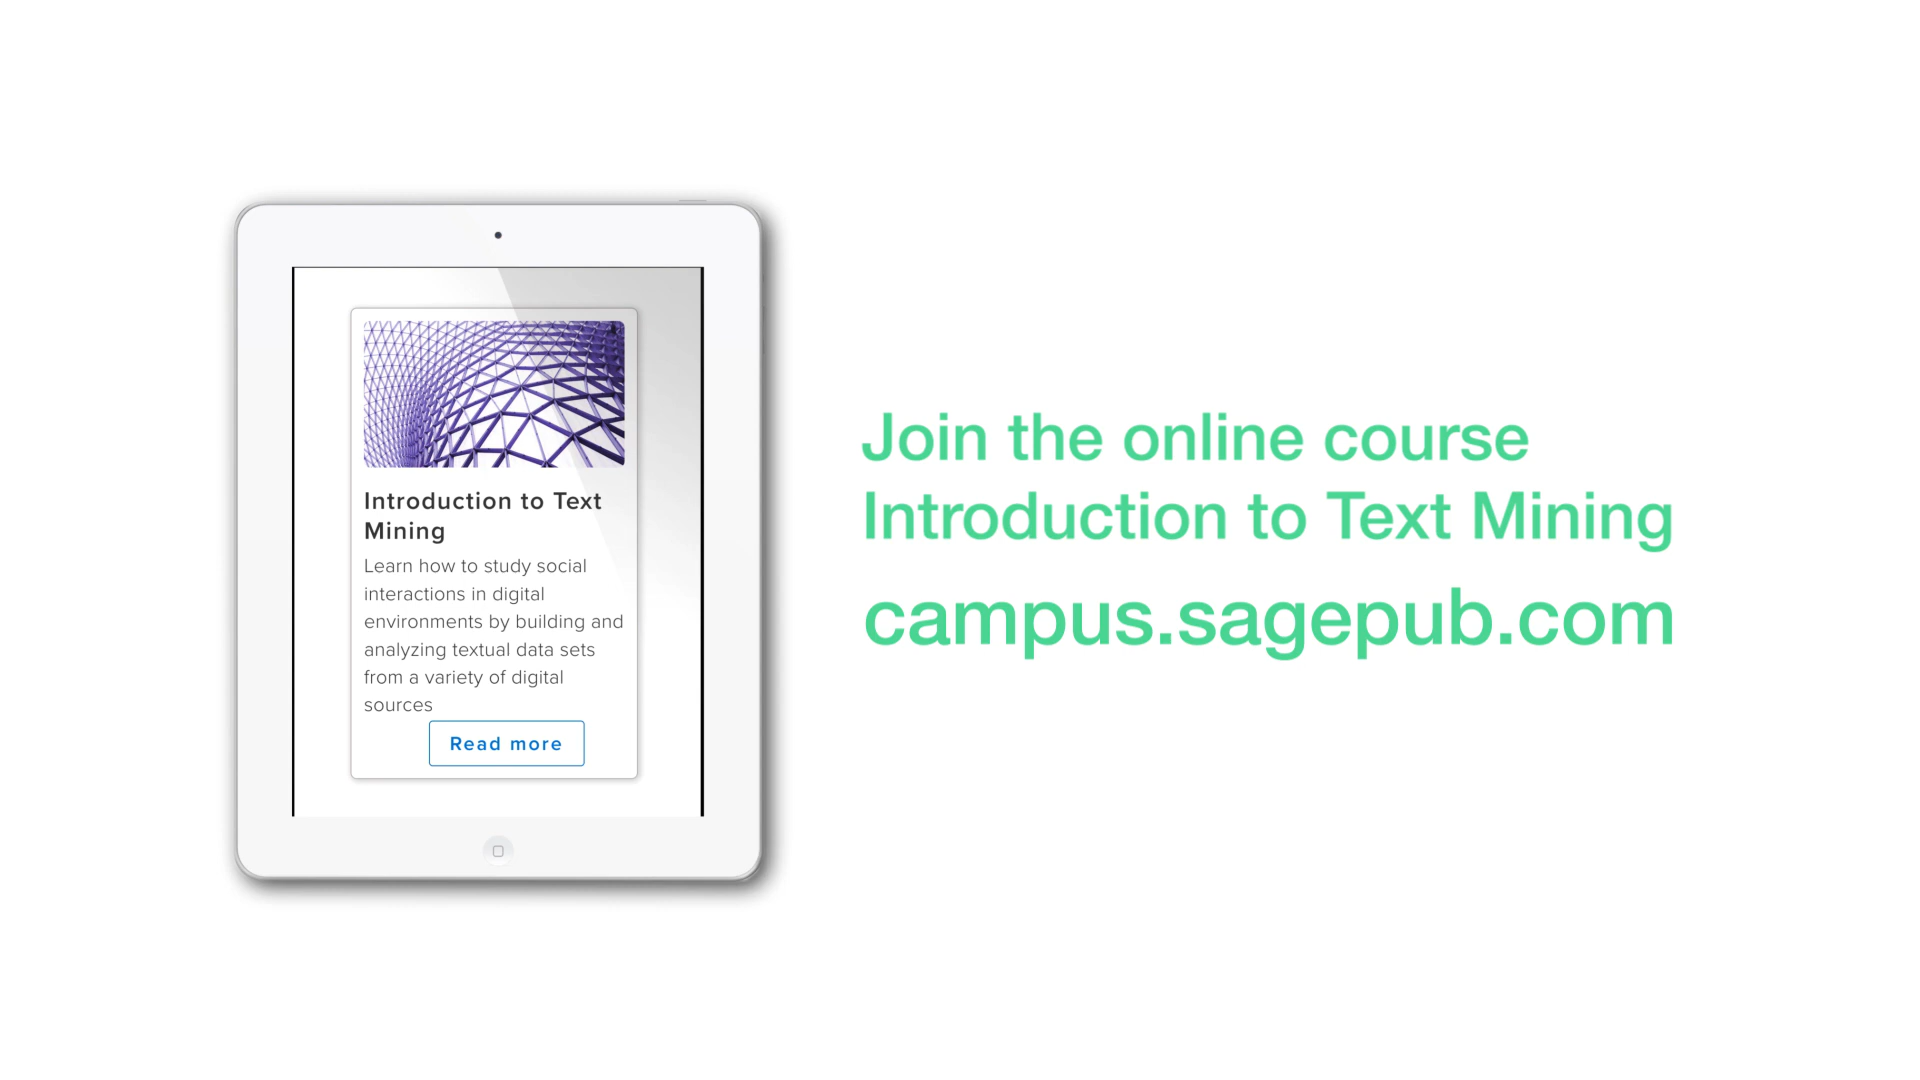 Introduction to Text
Mining
Learn how to study social
interactions in digital
environments by building and
analyzing textual data sets
from a variety of digital
sources
Read more
Join the online course
Introduction to Text Mining
campus.sagepub.com